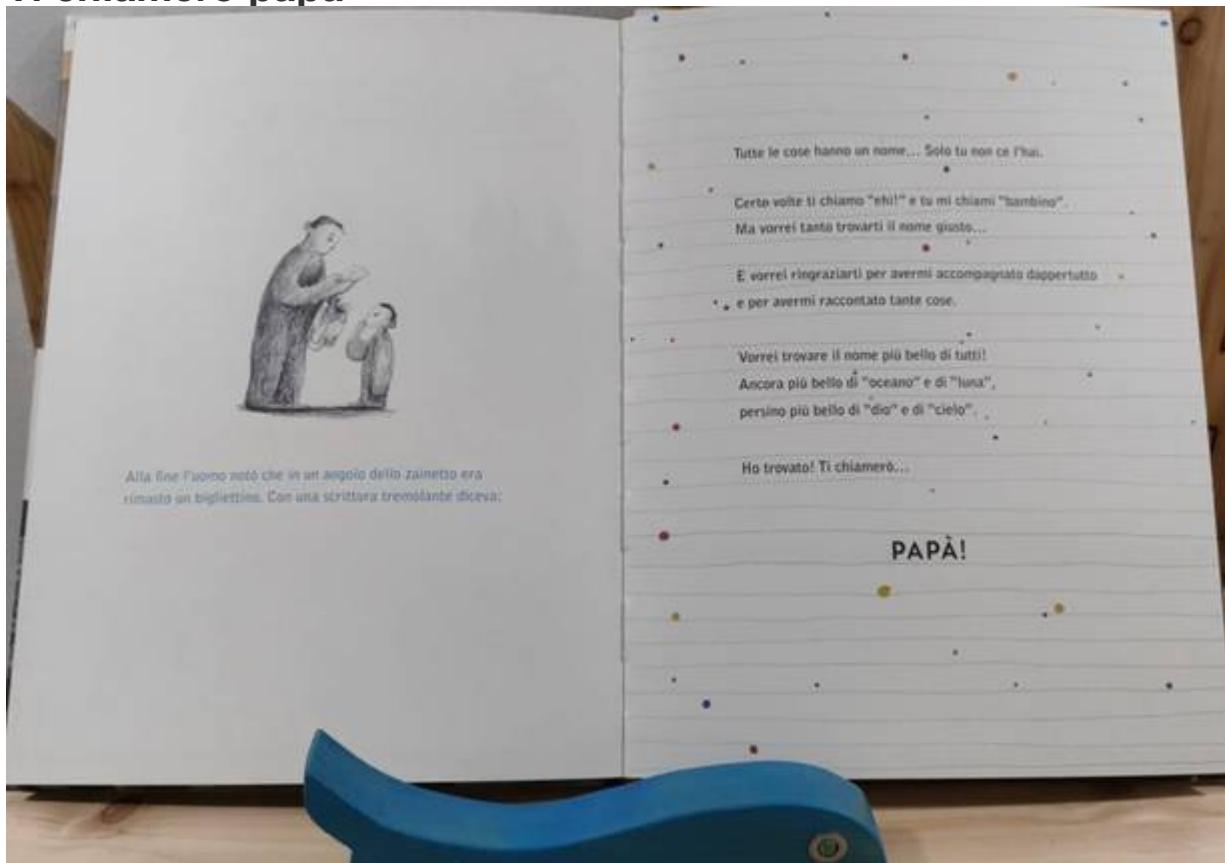 Ti chiamerò papà
Alla fine l'uomo notò che in un angolo dello zainetto era
rimasto un bigliettino. Con una scrittura tremolante diceva:
Tutte le cose hanno un nome... Solo tu non ce l'hai.
Certo volte ti chiamo "ehi!" e tu mi chiami "bambino".
Ma vorrei tanto trovarti il nome giusto...
E vorrei ringraziarti per avermi accompagnato dappertutto
e per avermi raccontato tante cose.
Vorrei trovare il nome più bello di tutti!
Ancora più bello di "oceano" e di "luna",
persino più bello di "dio" e di "cielo".
Ho trovato! Ti chiamerò...
PAPÀ!